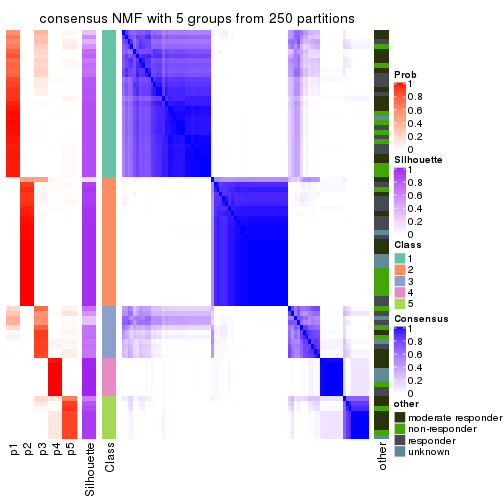 consensus NMF with 5 groups from 250 partitions
p1
p2
p3
p4
p5
Silhouette
Class
other
Prob
1
0.8
0.6
0.4
0.2
0
Silhouette
1
0.8
0.6
0.4
0.2
0
Class
1
2
3
4
5
Consensus
1
0.8
0.6
0.4
0.2
0
other
moderate responder
non-responder
responder
unknown